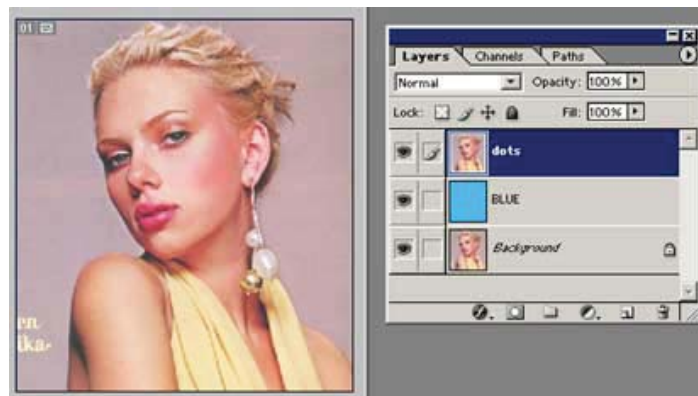 01
Layers Channels Paths
Normal Opacity: 100%
Lock: Fill: 100%
dots
BLUE
Background
en
ika-